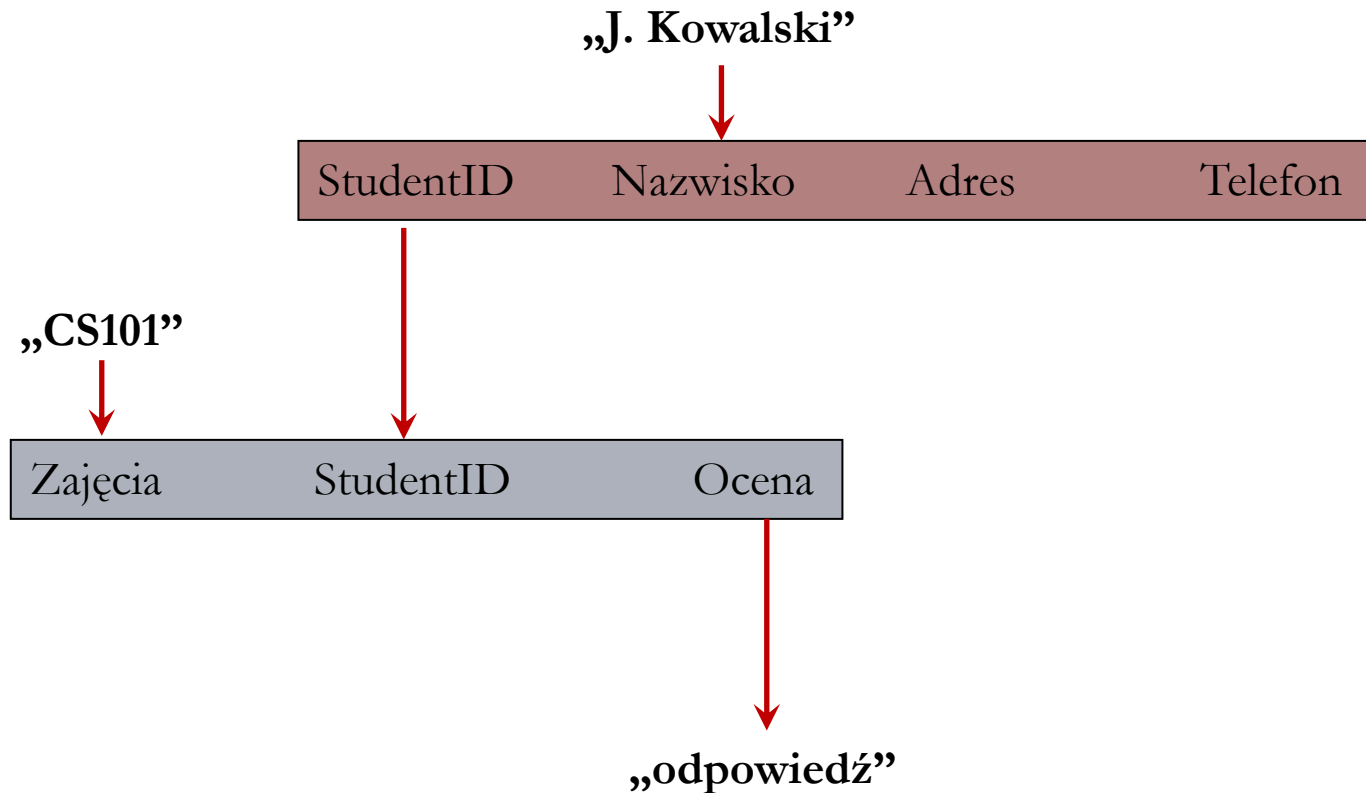 „J. Kowalski”
StudentID Nazwisko Adres Telefon
„CS101”
Zajęcia StudentID Ocena
„odpowiedź”